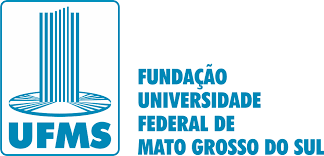 UFMS
FUNDAÇÃO
UNIVERSIDADE
FEDERAL DE
MATO GROSSO DO SUL